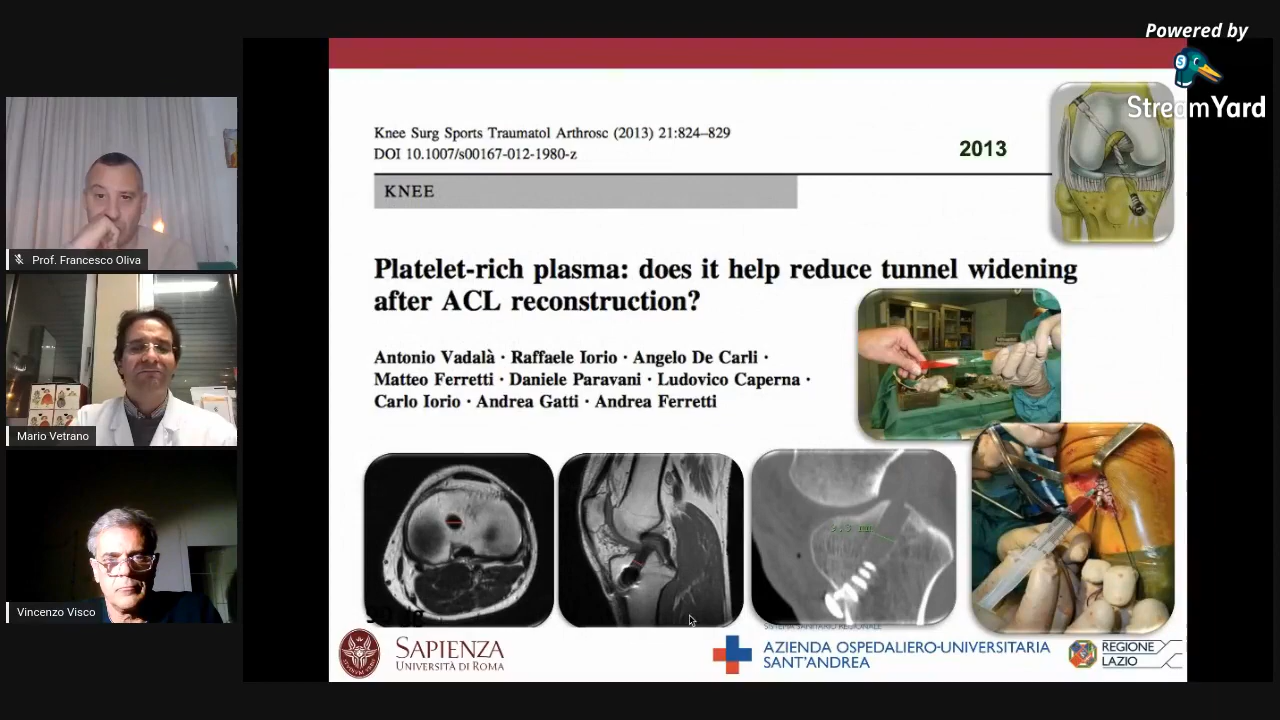 Powered by
StreamYard
Knee Surg Sports Traumatol Arthrosc (2013) 21:824–829
DOI 10.1007/s00167-012-1980-z
2013
KNEE
Platelet-rich plasma: does it help reduce tunnel widening
after ACL reconstruction?
Antonio Vadalà · Raffaele Iorio · Angelo De Carli ·
Matteo Ferretti · Daniele Paravani · Ludovico Caperna ·
Carlo Iorio · Andrea Gatti · Andrea Ferretti
Prof. Francesco Oliva
Mario Vetrano
Vincenzo Visco
SAPIENZA
UNIVERSITÀ DI ROMA
SISTEMA SANITARIO REGIONALE
AZIENDA OSPEDALIERO-UNIVERSITARIA
SANT'ANDREA
REGIONE
LAZIO